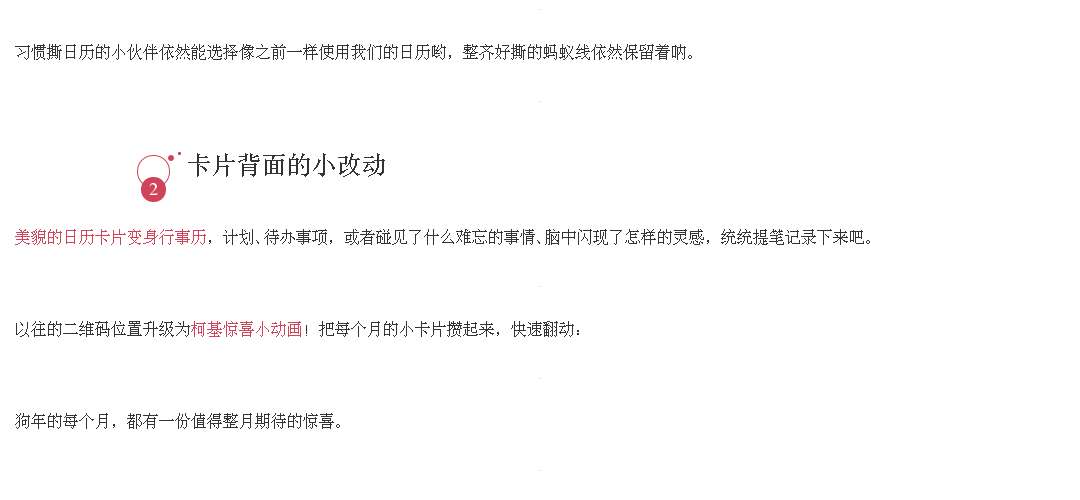 习惯撕日历的小伙伴依然能选择像之前一样使用我们的日历哟，整齐好撕的蚂蚁线依然保留着呐。
2 卡片背面的小改动
美貌的日历卡片变身行事历，计划、待办事项，或者碰见了什么难忘的事情、脑中闪现了怎样的灵感，统统提笔记录下来吧。
以往的二维码位置升级为柯基惊喜小动画！把每个月的小卡片攒起来，快速翻动：
狗年的每个月，都有一份值得整月期待的惊喜。